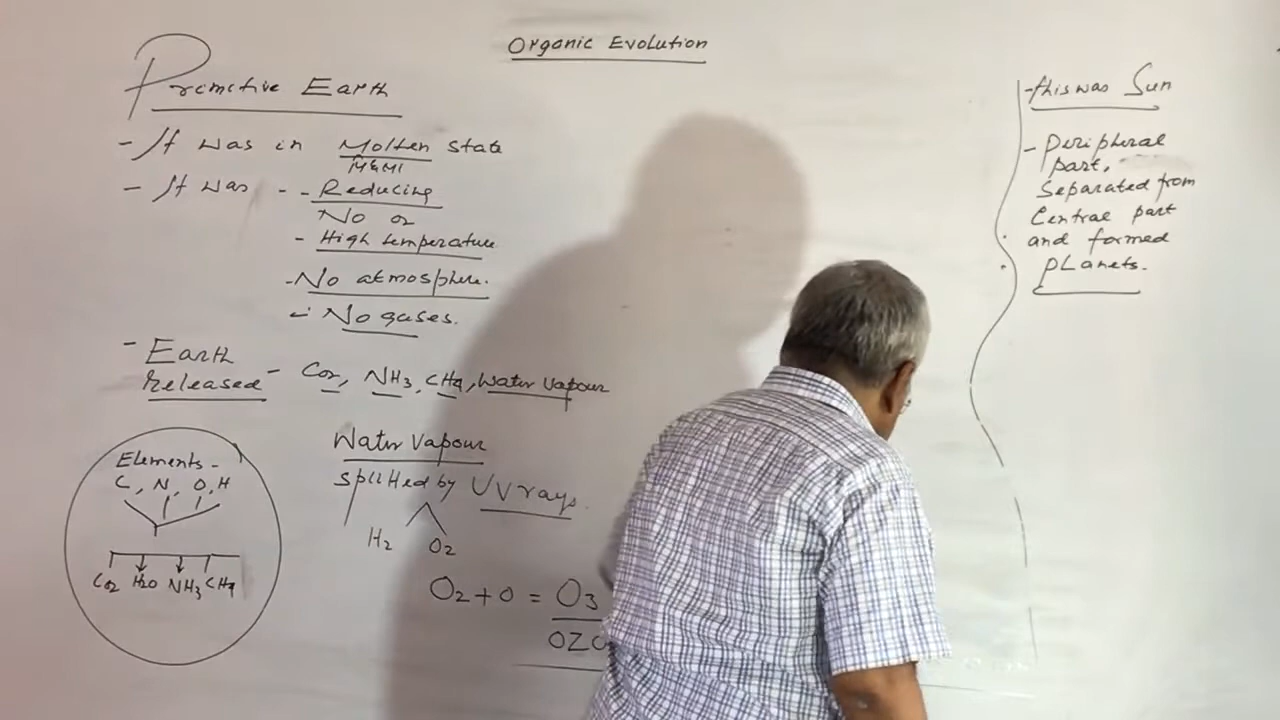 Organic Evolution
Primitive Earth
- It was in Molten state
- It was - - Reducing
No O2
- High temperature
- No atmosphere.
- No gases.
- Earth released - CO2, NH3, CH4, Water vapour
Elements -
C, N, O, H
CO2 H2O NH3 CH4
Water vapour
splitted by UV rays
H2 O2
O2 + O = O3
OZO
- this was Sun
- Peripheral
part,
Separated from
Central part
and formed
planets.